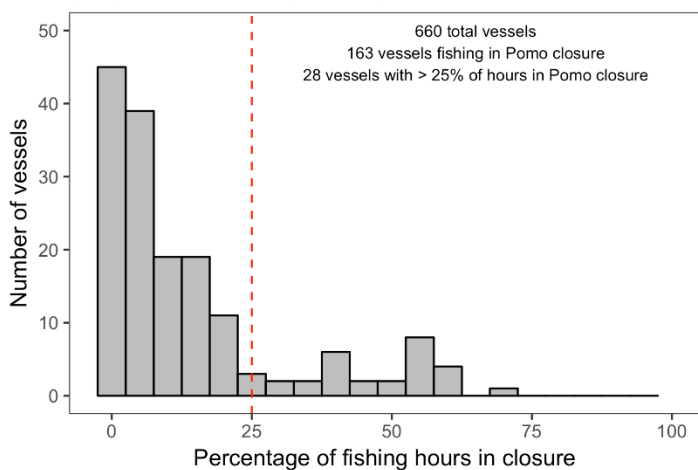 660 total vessels
163 vessels fishing in Pomo closure
28 vessels with > 25% of hours in Pomo closure
50
40
30
20
10
0
Number of vessels
0 25 50 75 100
Percentage of fishing hours in closure